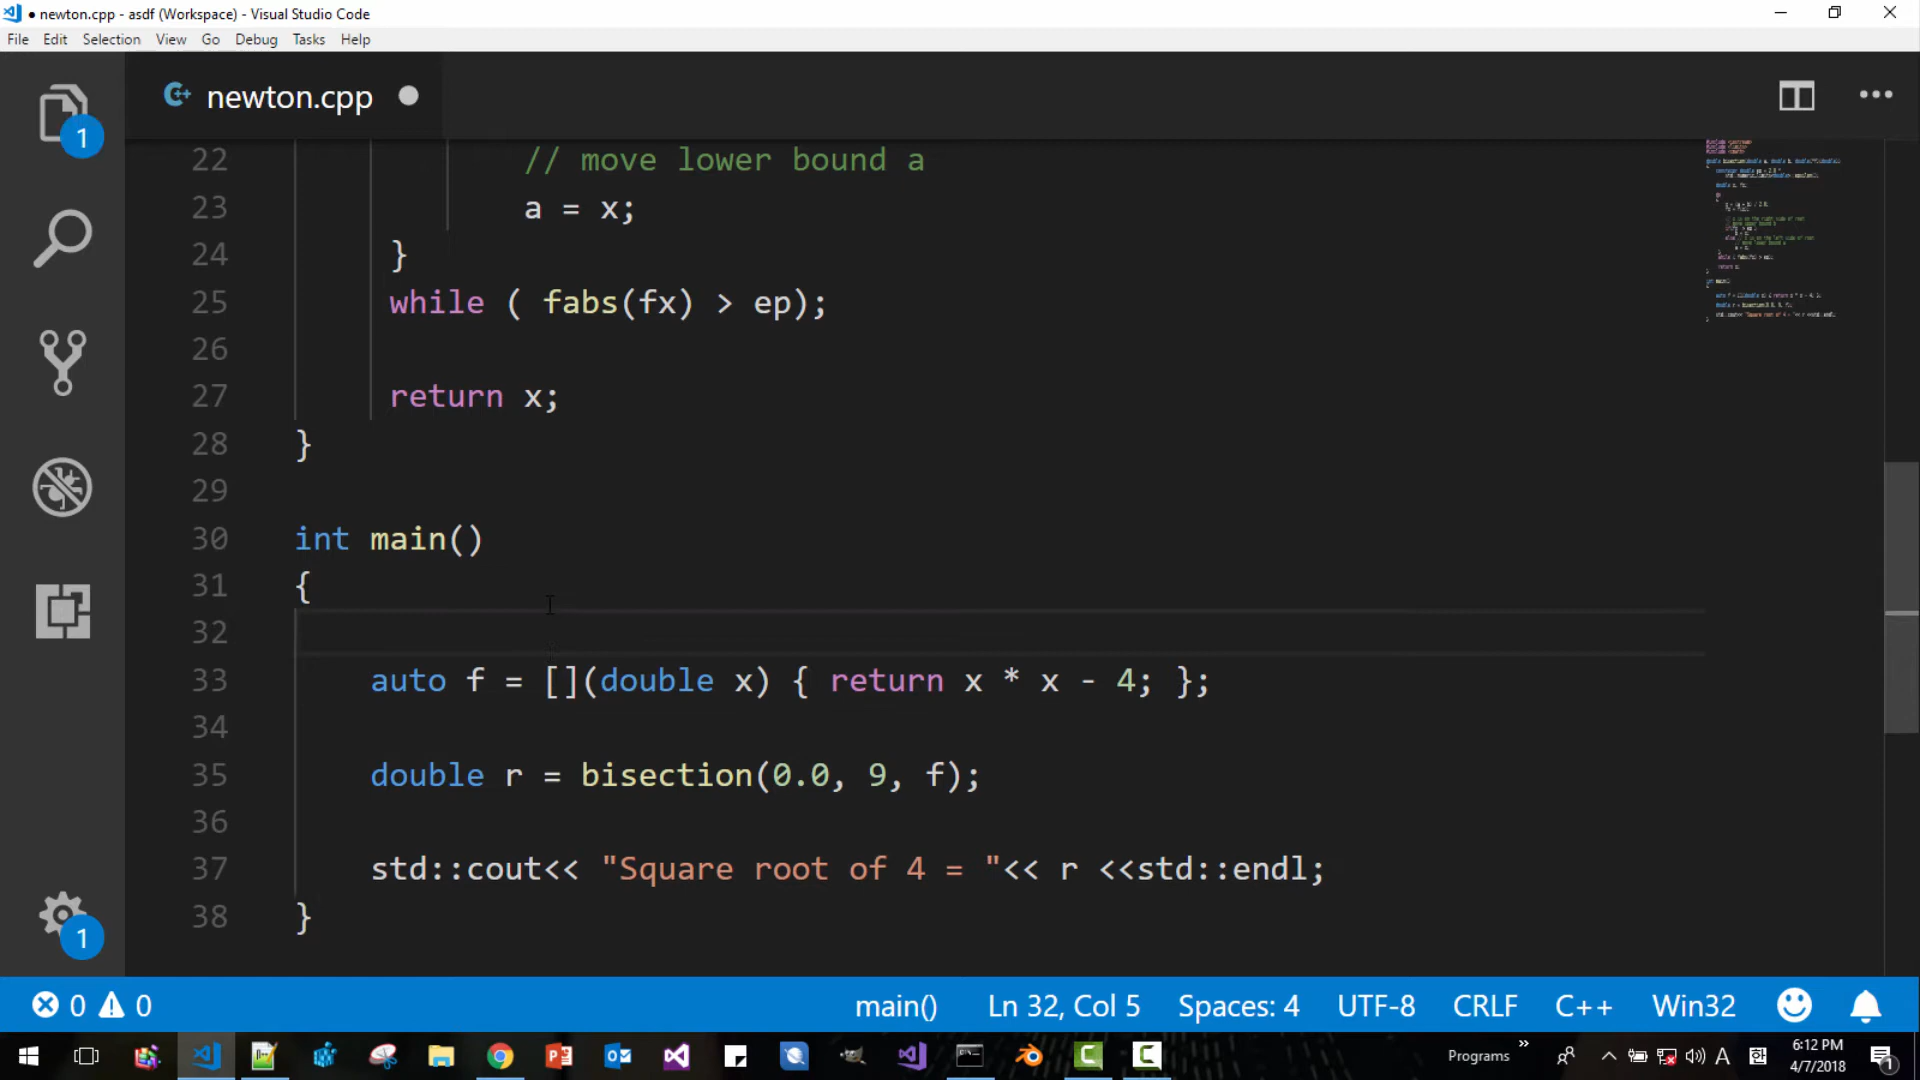 newton.cpp - asdf (Workspace) - Visual Studio Code
File Edit Selection View Go Debug Tasks Help
newton.cpp
1
22 // move lower bound a
23 a = x;
24 }
25 while ( fabs(fx) > ep);
26
27 return x;
28 }
29
30 int main()
31 {
32
33 auto f = [](double x) { return x * x - 4; };
34
35 double r = bisection(0.0, 9, f);
36
37 std::cout<< "Square root of 4 = "<< r <<std::endl;
38 }
1
0 0 main() Ln 32, Col 5 Spaces: 4 UTF-8 CRLF C++ Win32
Programs A 한 6:12 PM
4/7/2018 1